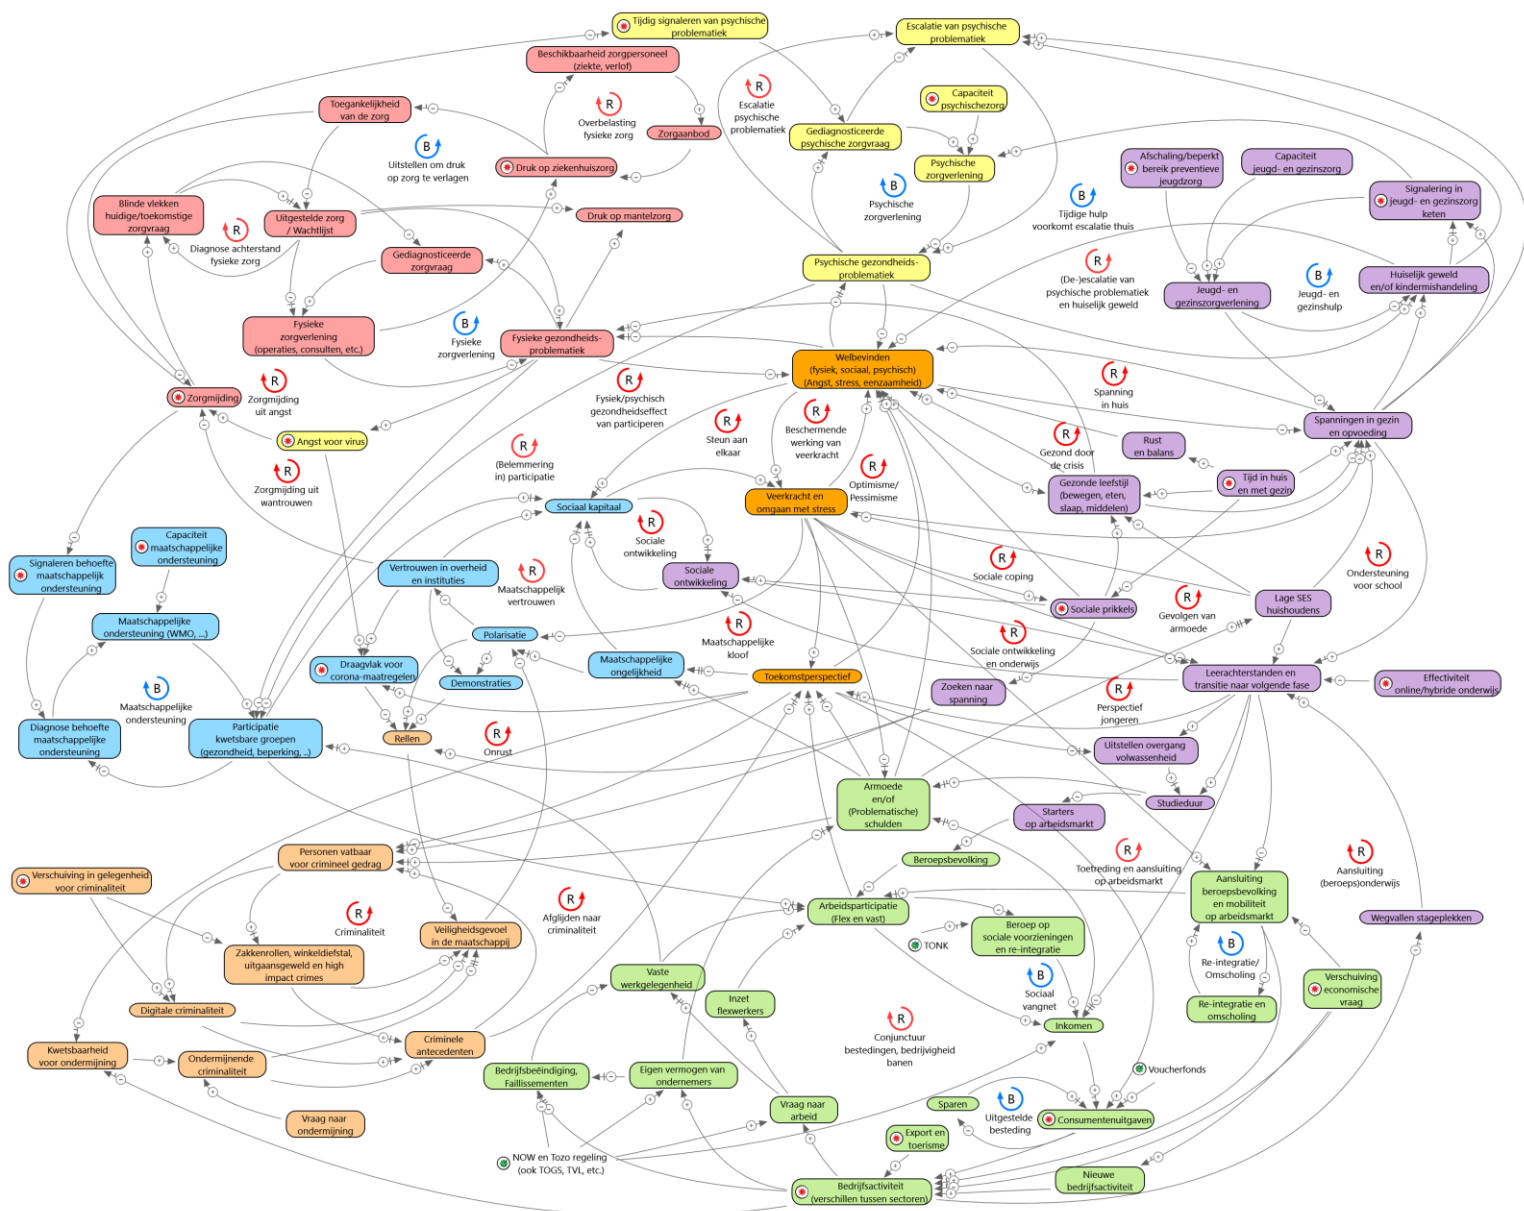 Tijdig signaleren van psychische
problematiek
Escalatie van psychische
problematiek
Beschikbaarheid zorgpersoneel
(ziekte, verlof)
R
Escalatie
psychische
problematiek
Capaciteit
psychischezorg
Toegankelijkheid
van de zorg
R
Overbelasting
fysieke zorg
Zorgaanbod
Gediagnosticeerde
psychische zorgvraag
B
Uitstellen om druk
op zorg te verlagen
Druk op ziekenhuiszorg
Psychische
zorgverlening
Afschaling/beperkt
bereik preventieve
jeugdzorg
Capaciteit
jeugd- en gezinszorg
B
Psychische
zorgverlening
Signalering in
jeugd- en gezinszorg
keten
Blinde vlekken
huidige/toekomstige
zorgvraag
Uitgestelde zorg
/ Wachtlijst
Druk op mantelzorg
B
Tijdige hulp
voorkomt escalatie thuis
R
Diagnose achterstand
fysieke zorg
Gediagnosticeerde
zorgvraag
Psychische gezondheids-
problematiek
R
(De-)escalatie van
psychische problematiek
en huiselijk geweld
Jeugd- en
gezinszorgverlening
B
Jeugd- en
gezinshulp
Huiselijk geweld
en/of kindermishandeling
Fysieke
zorgverlening
(operaties, consulten, etc.)
B
Fysieke
zorgverlening
Fysieke gezondheids-
problematiek
Welbevinden
(fysiek, sociaal, psychisch)
(Angst, stress, eenzaamheid)
Zorgmijding
R
Zorgmijding
uit angst
R
Fysiek/psychisch
gezondheidseffect
van participeren
R
Spanning
in huis
Angst voor virus
R
Steun aan
elkaar
R
Beschermende
werking van
veerkracht
Spanningen in gezin
en opvoeding
R
(Belemmering
in) participatie
R
Gezond door
de crisis
Rust
en balans
R
Zorgmijding uit
wantrouwen
R
Optimisme/
Pessimisme
Gezonde leefstijl
(bewegen, eten,
slaap, middelen)
Tijd in huis
en met gezin
Sociaal kapitaal
Veerkracht en
omgaan met stress
Capaciteit
maatschappelijke
ondersteuning
R
Sociale
ontwikkeling
R
Ondersteuning
voor school
Signaleren behoefte
maatschappelijk
ondersteuning
Vertrouwen in overheid
en instituties
R
Maatschappelijk
vertrouwen
Sociale
ontwikkeling
R
Sociale coping
Sociale prikkels
R
Gevolgen van
armoede
Lage SES
huishoudens
Maatschappelijke
ondersteuning (WMO, ...)
Polarisatie
R
Maatschappelijke
kloof
R
Sociale ontwikkeling
en onderwijs
Draagvlak voor
corona-maatregelen
Demonstraties
Maatschappelijke
ongelijkheid
Toekomstperspectief
Zoeken naar
spanning
Leerachterstanden en
transitie naar volgende fase
Effectiviteit
online/hybride onderwijs
B
Maatschappelijke
ondersteuning
R
Perspectief
jongeren
Diagnose behoefte
maatschappelijke
ondersteuning
Participatie
kwetsbare groepen
(gezondheid, beperking, ..)
Rellen
R
Onrust
Uitstellen overgang
volwassenheid
Armoede
en/of
(Problematische)
schulden
Studieduur
Starters
op arbeidsmarkt
Personen vatbaar
voor crimineel gedrag
Beroepsbevolking
R
Toetreding en aansluiting
op arbeidsmarkt
R
Aansluiting
(beroeps)onderwijs
Verschuiving in gelegenheid
voor criminaliteit
Aansluiting
beroepsbevolking
en mobiliteit
op arbeidsmarkt
R
Criminaliteit
R
Afglijden naar
criminaliteit
Arbeidsparticipatie
(Flex en vast)
Wegvallen stageplekken
Veiligheidsgevoel
in de maatschappij
TONK
Beroep op
sociale voorzieningen
en re-integratie
B
Re-integratie/
Omscholing
Zakkenrollen, winkeldiefstal,
uitgaansgeweld en high
impact crimes
Vaste
werkgelegenheid
B
Sociaal
vangnet
Verschuiving
economische
vraag
Digitale criminaliteit
Inzet
flexwerkers
Re-integratie en
omscholing
Inkomen
Criminele
antecedenten
R
Conjunctuur
bestedingen, bedrijvigheid
banen
Kwetsbaarheid
voor ondermijning
Ondermijnende
criminaliteit
Bedrijfsbeëindiging,
Faillissementen
Eigen vermogen van
ondernemers
Voucherfonds
Vraag naar
ondermijning
Vraag naar
arbeid
Sparen
B
Uitgestelde
besteding
Consumentenuitgaven
Export en
toerisme
NOW en Tozo regeling
(ook TOGS, TVL, etc.)
Nieuwe
bedrijfsactiviteit
Bedrijfsactiviteit
(verschillen tussen sectoren)